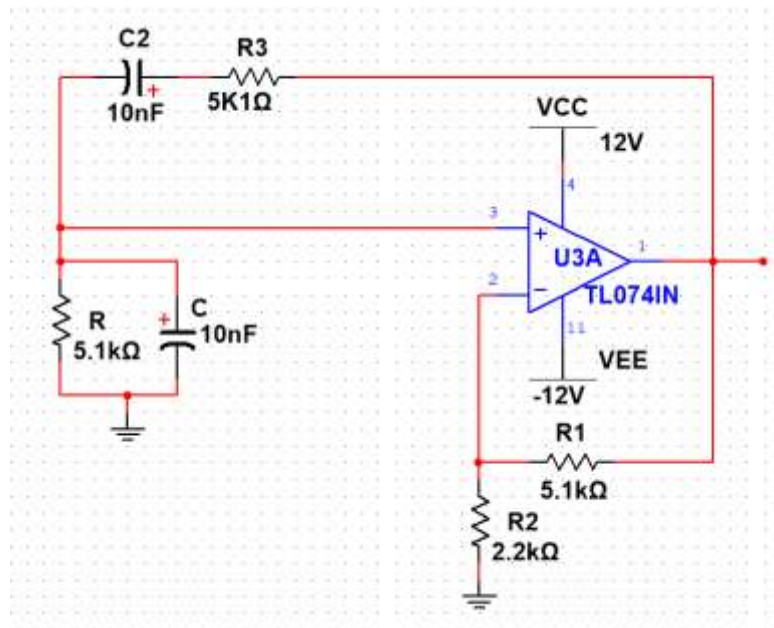 C2
10nF
R3
5K1Ω
VCC
12V
4
3
+
U3A
1
2
−
TL074IN
11
VEE
-12V
R
5.1kΩ
C
10nF
R1
5.1kΩ
R2
2.2kΩ